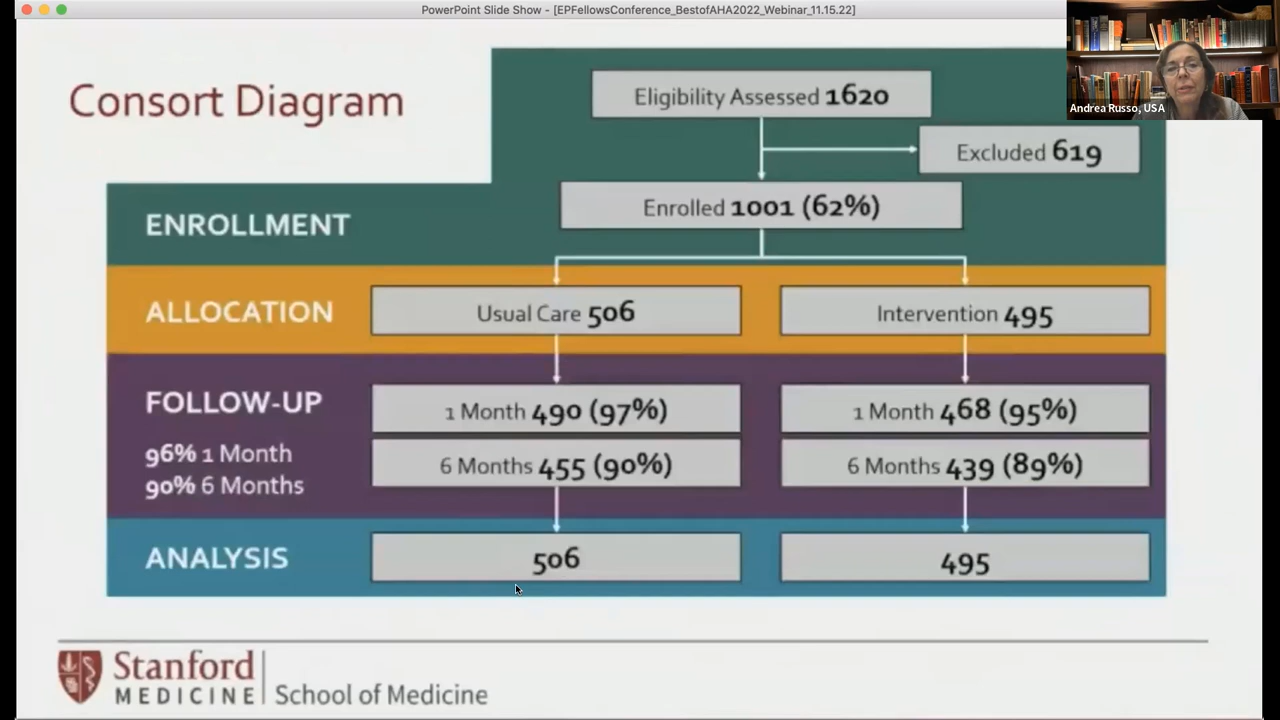 PowerPoint Slide Show - [EPFellowsConference_BestofAHA2022_Webinar_11.15.22]
Andrea Russo, USA
Consort Diagram
Eligibility Assessed 1620
Excluded 619
ENROLLMENT
Enrolled 1001 (62%)
ALLOCATION
Usual Care 506
Intervention 495
FOLLOW-UP
96% 1 Month
90% 6 Months
1 Month 490 (97%)
1 Month 468 (95%)
6 Months 455 (90%)
6 Months 439 (89%)
ANALYSIS
506
495
Stanford
MEDICINE
School of Medicine